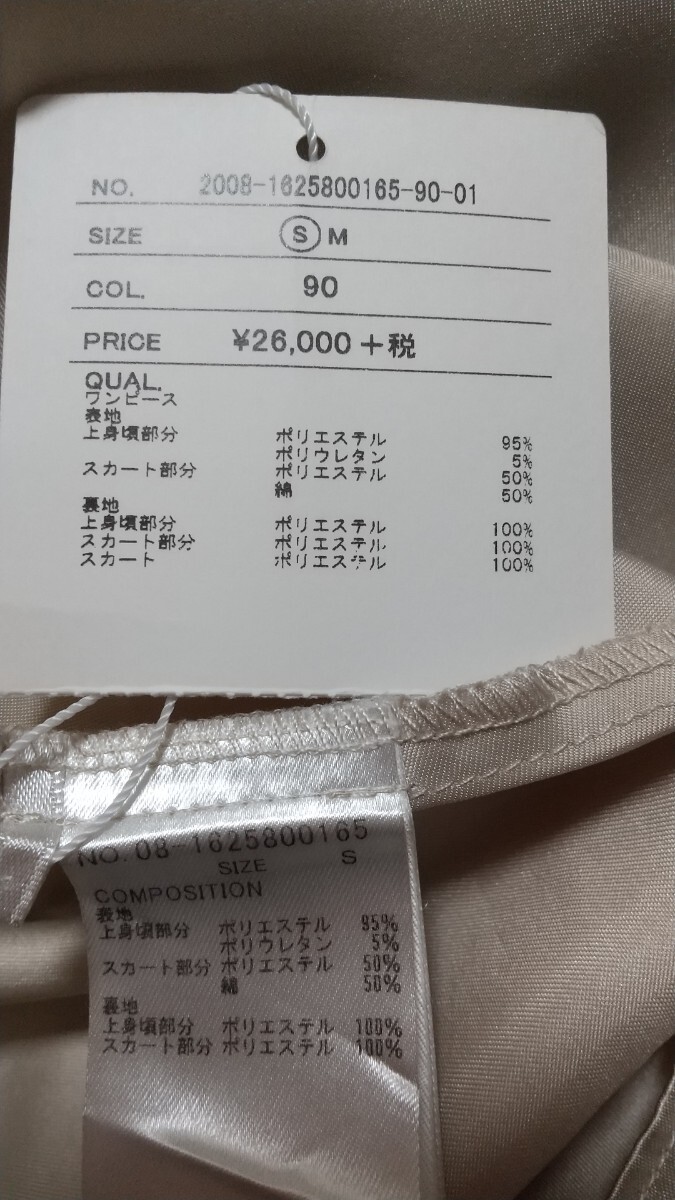 NO. 2008-1625800165-90-01
SIZE Ⓢ M
COL. 90
PRICE ¥26,000+税
QUAL.
ワンピース
表地
上身頃部分 ポリエステル 95%
ポリウレタン 5%
スカート部分 ポリエステル 50%
綿 50%
裏地
上身頃部分 ポリエステル 100%
スカート部分 ポリエステル 100%
スカート ポリエステル 100%
NO.08-1625800165
SIZE S
COMPOSITION
表地
上身頃部分 ポリエステル 95%
ポリウレタン 5%
スカート部分 ポリエステル 50%
綿 50%
裏地
上身頃部分 ポリエステル 100%
スカート部分 ポリエステル 100%